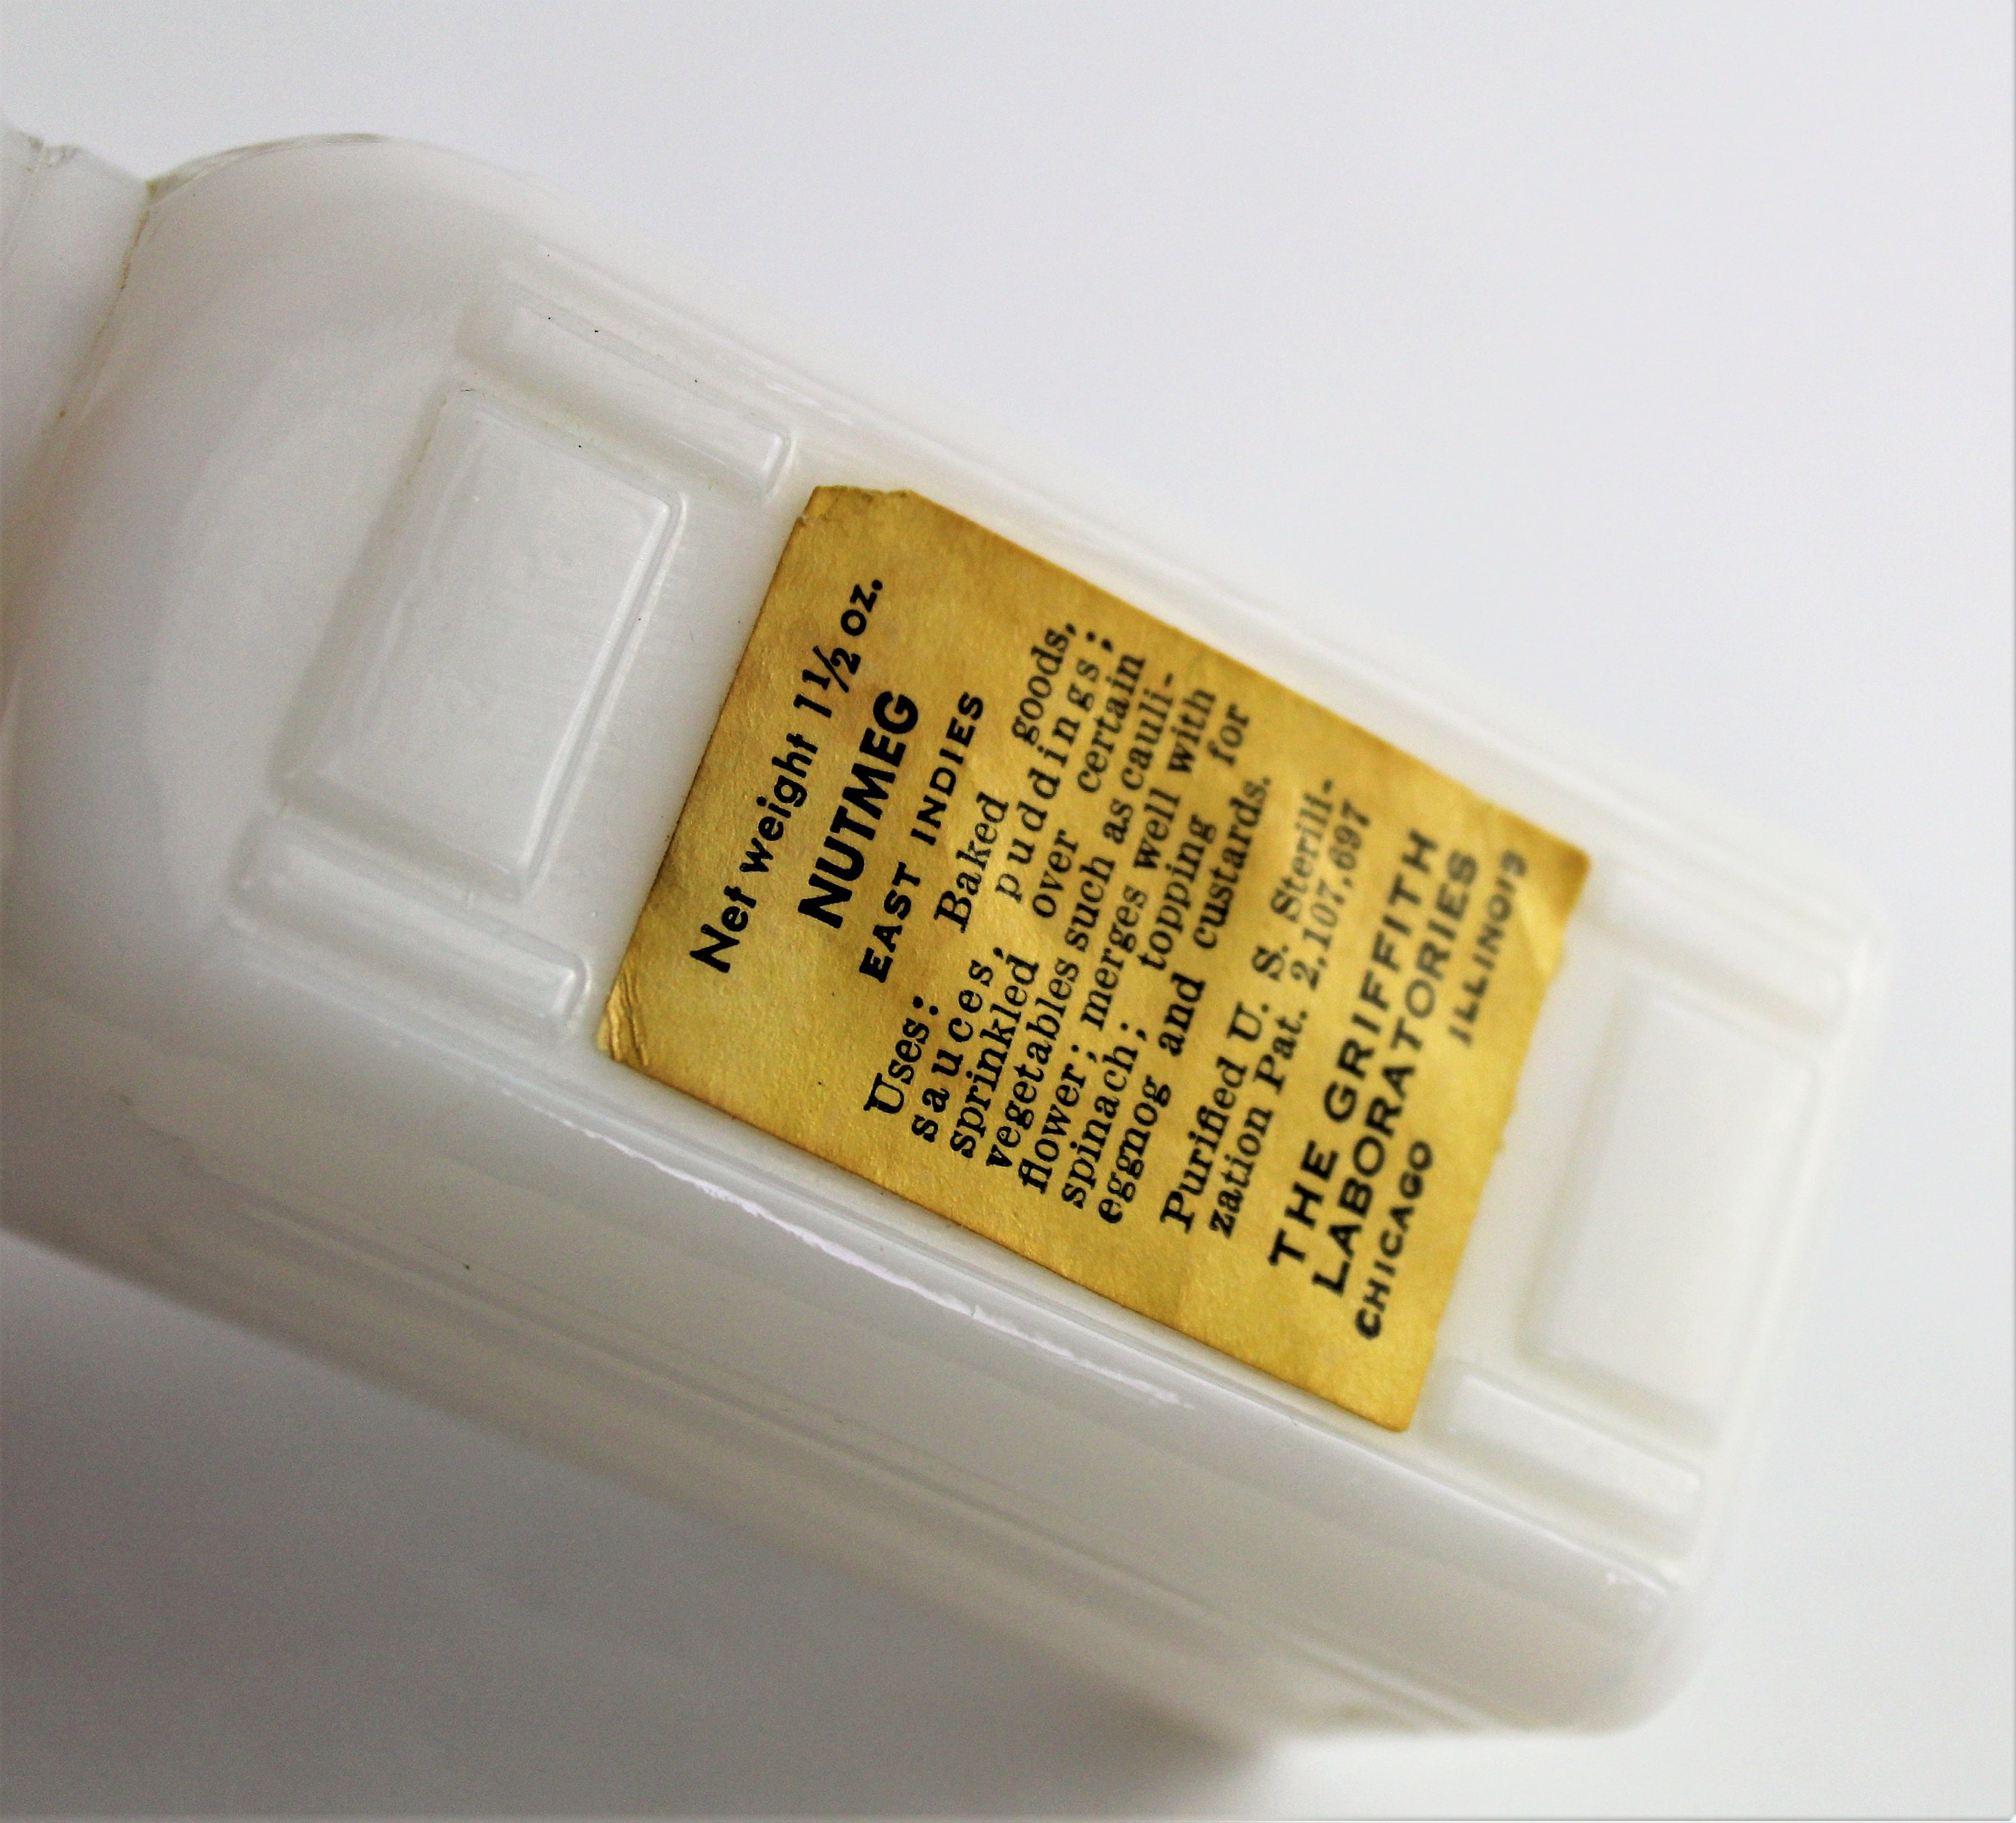 Net weight 1½ oz.
NUTMEG
EAST INDIES
Uses: Baked goods,
sauces, puddings;
sprinkled over certain
vegetables such as cauli-
flower; merges well with
spinach; topping for
eggnog and custards.
Purified U. S. Sterili-
zation Pat. 2,107,697
THE GRIFFITH
LABORATORIES
CHICAGO ILLINOIS